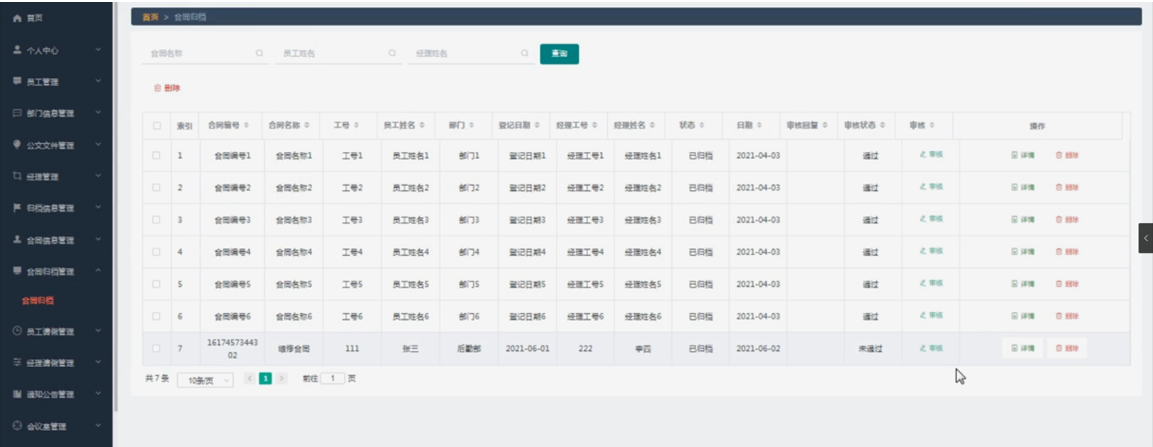 首页
个人中心
员工管理
部门信息管理
公文文件管理
经理管理
归档信息管理
合同信息管理
合同归档管理
合同归档
员工请假管理
经理请假管理
通知公告管理
会议室管理
首页 > 合同归档
合同名称 员工姓名 经理姓名 查询
删除
索引 合同编号 合同名称 工号 员工姓名 部门 登记日期 经理工号 经理姓名 状态 日期 审核回复 审核状态 审核 操作
1 合同编号1 合同名称1 工号1 员工姓名1 部门1 登记日期1 经理工号1 经理姓名1 已归档 2021-04-03 通过 审核 详情 删除
2 合同编号2 合同名称2 工号2 员工姓名2 部门2 登记日期2 经理工号2 经理姓名2 已归档 2021-04-03 通过 审核 详情 删除
3 合同编号3 合同名称3 工号3 员工姓名3 部门3 登记日期3 经理工号3 经理姓名3 已归档 2021-04-03 通过 审核 详情 删除
4 合同编号4 合同名称4 工号4 员工姓名4 部门4 登记日期4 经理工号4 经理姓名4 已归档 2021-04-03 通过 审核 详情 删除
5 合同编号5 合同名称5 工号5 员工姓名5 部门5 登记日期5 经理工号5 经理姓名5 已归档 2021-04-03 通过 审核 详情 删除
6 合同编号6 合同名称6 工号6 员工姓名6 部门6 登记日期6 经理工号6 经理姓名6 已归档 2021-04-03 通过 审核 详情 删除
7 16174573443 维修合同 111 张三 后勤部 2021-06-01 222 李四 已归档 2021-06-02 未通过 审核 详情 删除
02
共7条 10条/页 < 1 > 前往 1 页